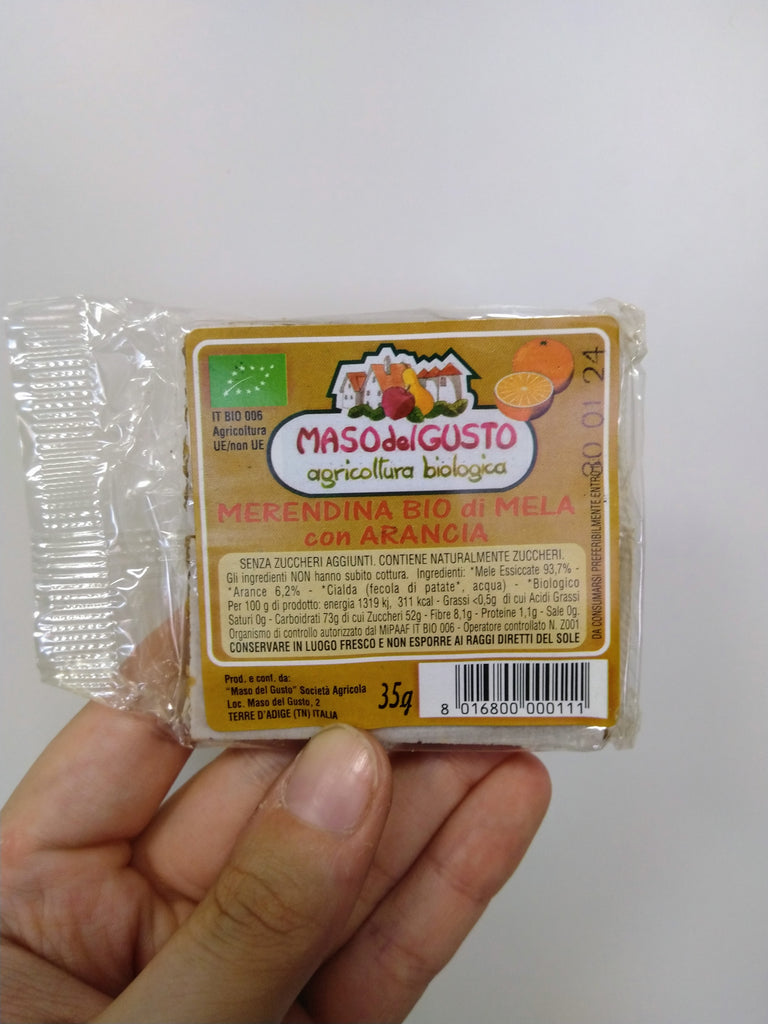 IT BIO 006
Agricoltura
UE/non UE
MASO del GUSTO
agricoltura biologica
MERENDINA BIO di MELA
con ARANCIA
SENZA ZUCCHERI AGGIUNTI. CONTIENE NATURALMENTE ZUCCHERI.
Gli ingredienti NON hanno subito cottura. Ingredienti: *Mele Essiccate 93,7% -
*Arance 6,2% - *Cialda (fecola di patate*, acqua) - *Biologico
Per 100 g di prodotto: energia 1319 kj, 311 kcal - Grassi <0,5g di cui Acidi Grassi
Saturi 0g - Carboidrati 73g di cui Zuccheri 52g - Fibre 8,1g - Proteine 1,1g - Sale 0g.
Organismo di controllo autorizzato dal MIPAAF IT BIO 006 - Operatore controllato N. Z001
CONSERVARE IN LUOGO FRESCO E NON ESPORRE AI RAGGI DIRETTI DEL SOLE
DA CONSUMARSI PREFERIBILMENTE ENTRO:
30 01 24
Prod. e conf. da:
"Maso del Gusto" Società Agricola
Loc. Maso del Gusto, 2
TERRE D'ADIGE (TN) ITALIA
35g
8 016800 000111